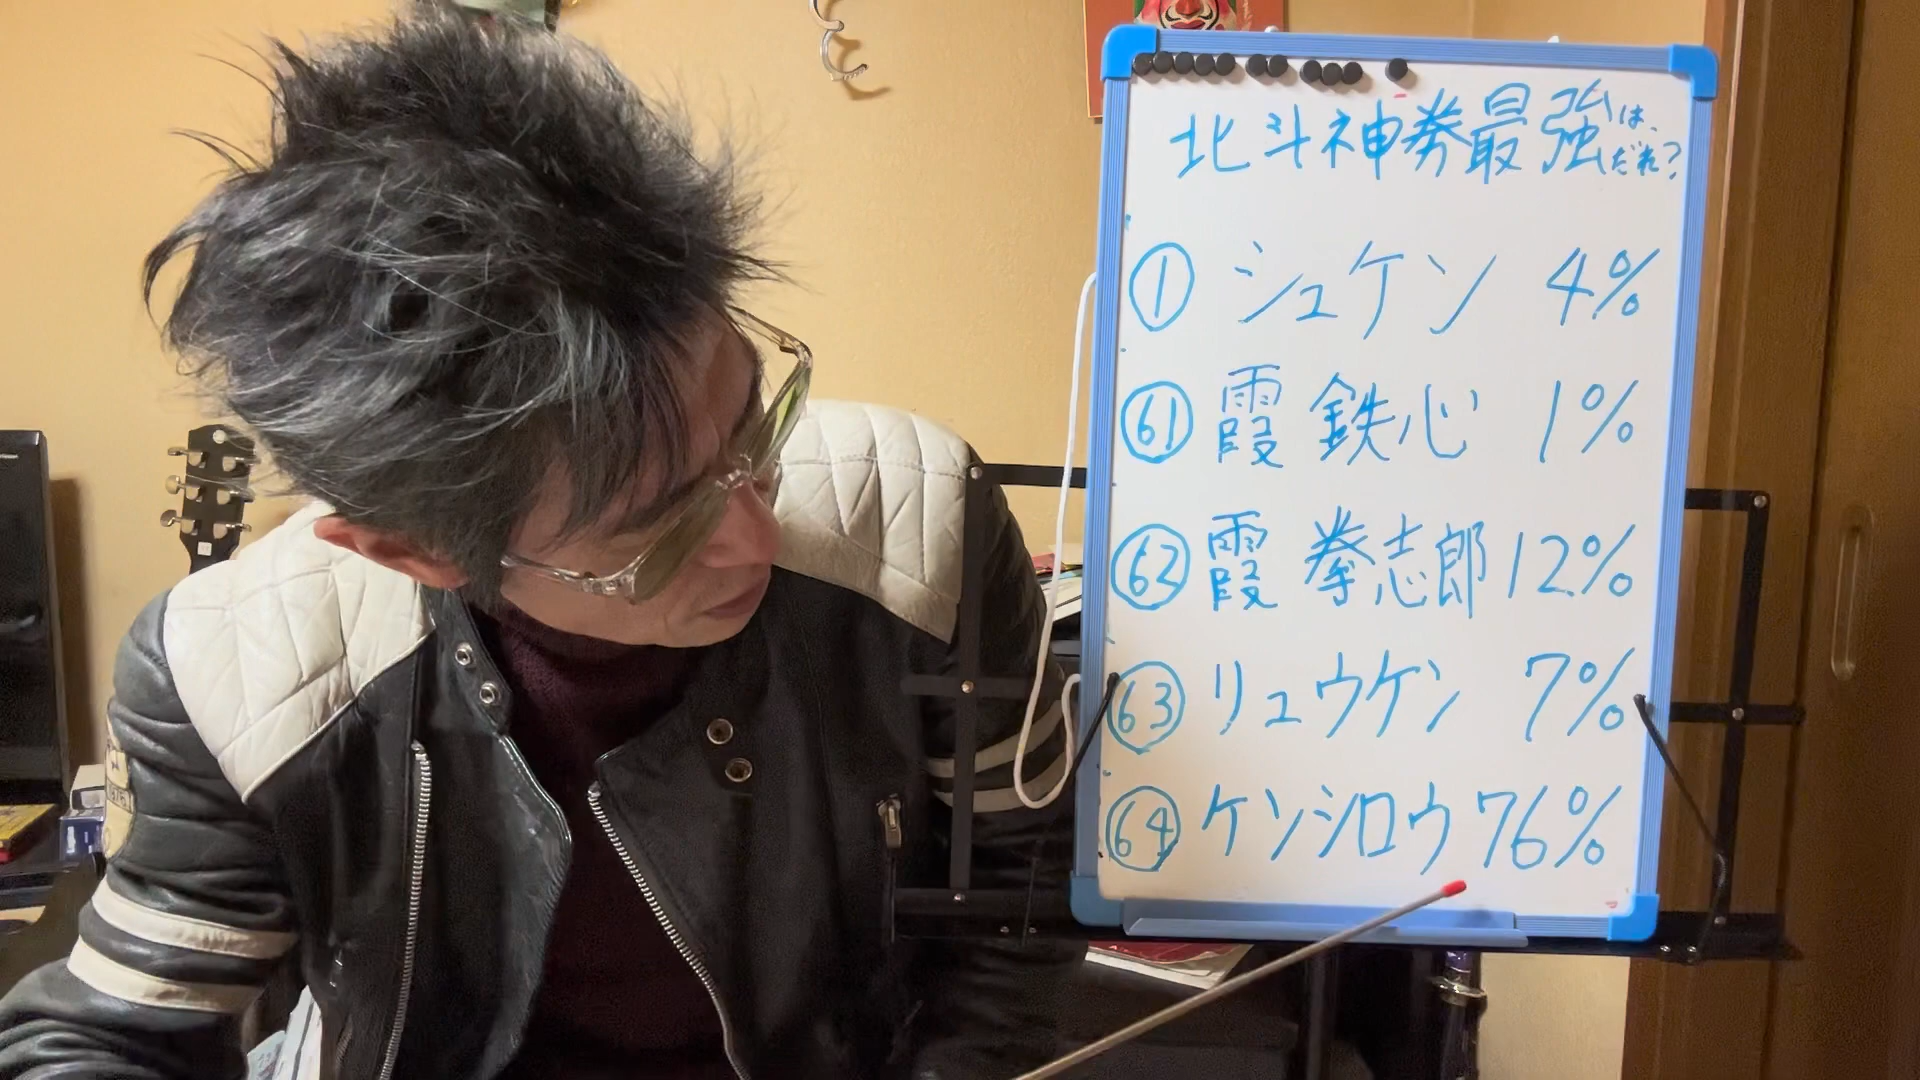 北斗神拳最強は、だれ?
① シュケン 4%
61 霞 鉄心 1%
62 霞 拳志郎 12%
63 リュウケン 7%
64 ケンシロウ 76%